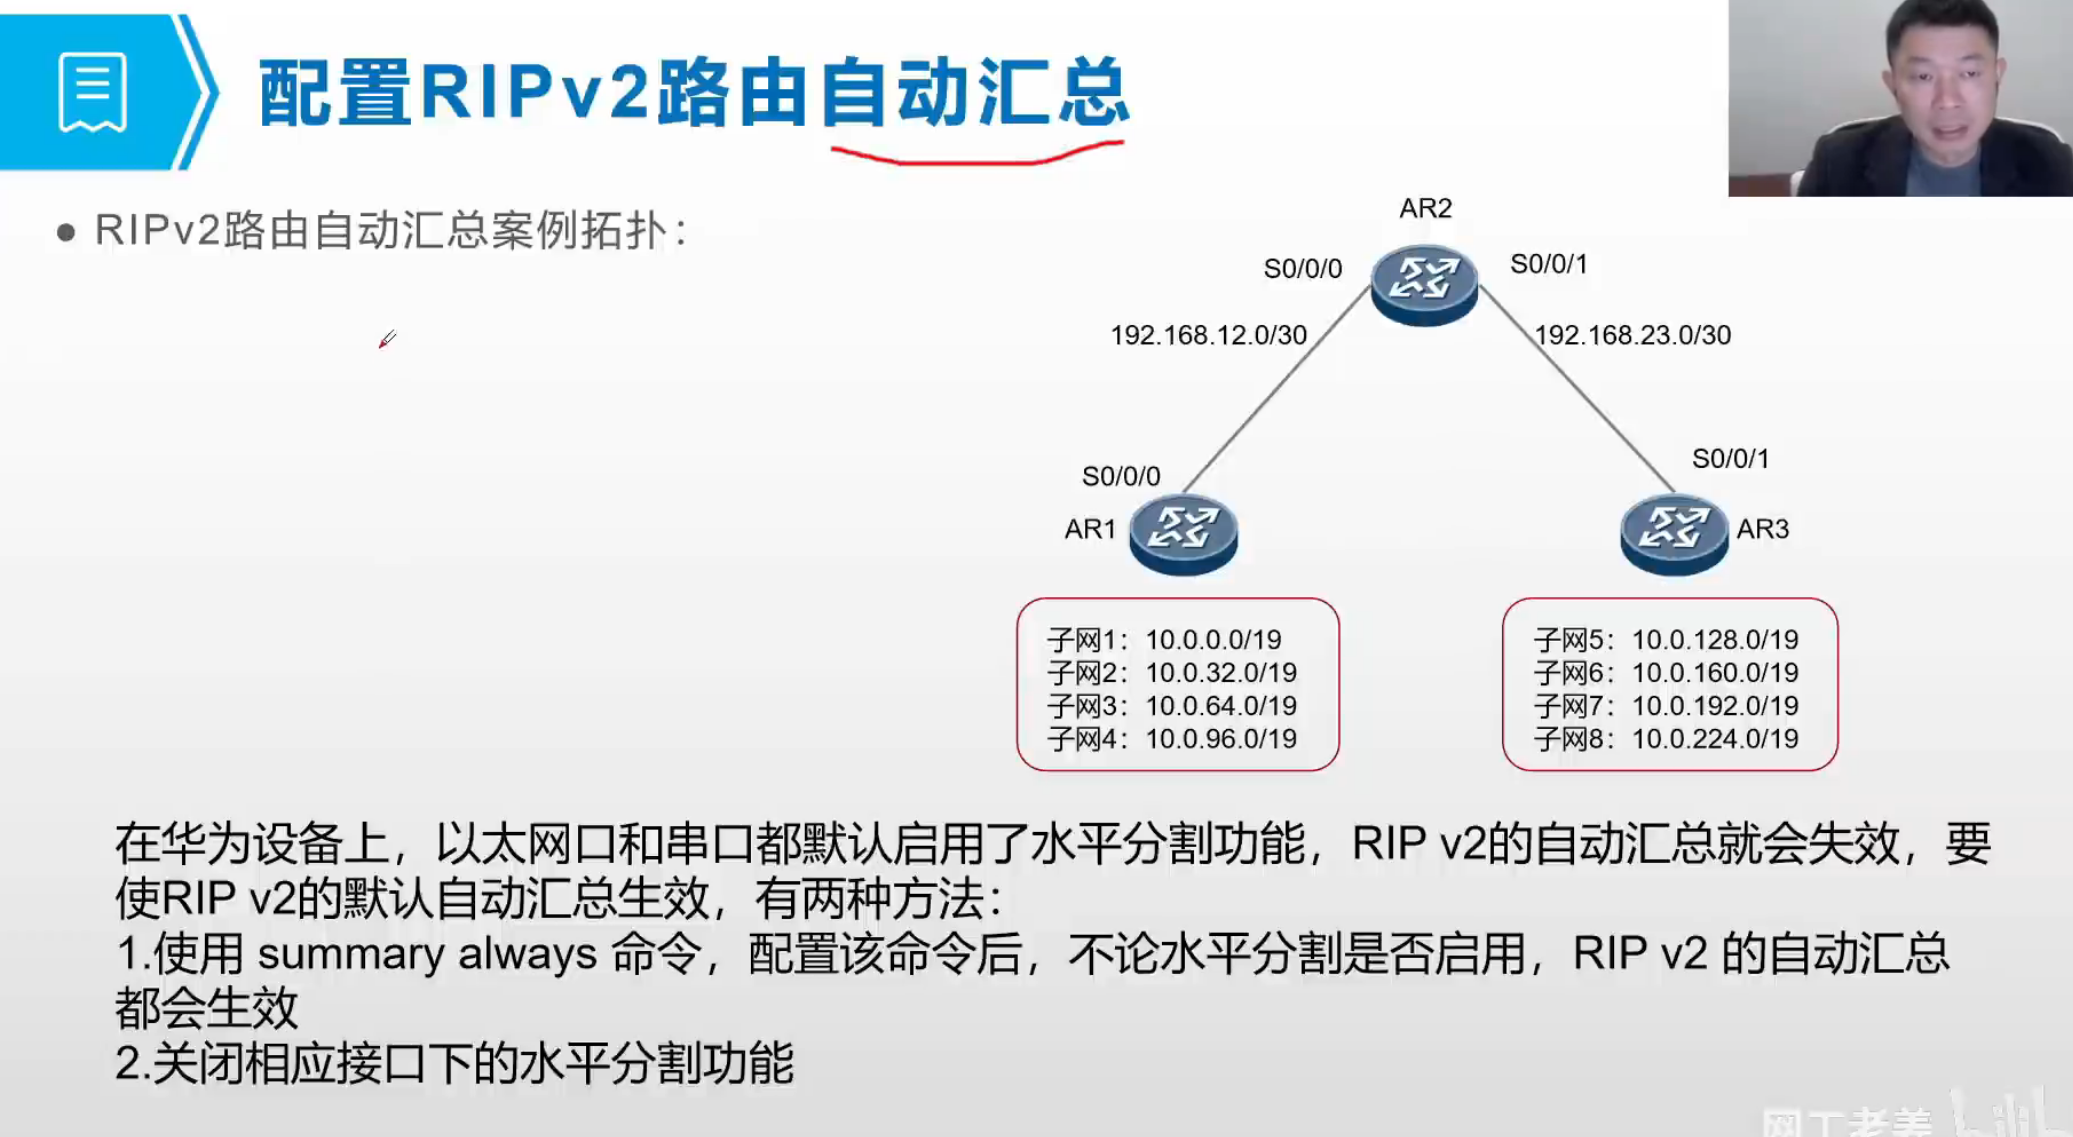 配置RIPv2路由自动汇总
● RIPv2路由自动汇总案例拓扑：
AR2
S0/0/0
S0/0/1
192.168.12.0/30
192.168.23.0/30
S0/0/0
S0/0/1
AR1
AR3
子网1：10.0.0.0/19
子网2：10.0.32.0/19
子网3：10.0.64.0/19
子网4：10.0.96.0/19
子网5：10.0.128.0/19
子网6：10.0.160.0/19
子网7：10.0.192.0/19
子网8：10.0.224.0/19
在华为设备上，以太网口和串口都默认启用了水平分割功能，RIP v2的自动汇总就会失效，要
使RIP v2的默认自动汇总生效，有两种方法：
1.使用 summary always 命令，配置该命令后，不论水平分割是否启用，RIP v2 的自动汇总
都会生效
2.关闭相应接口下的水平分割功能